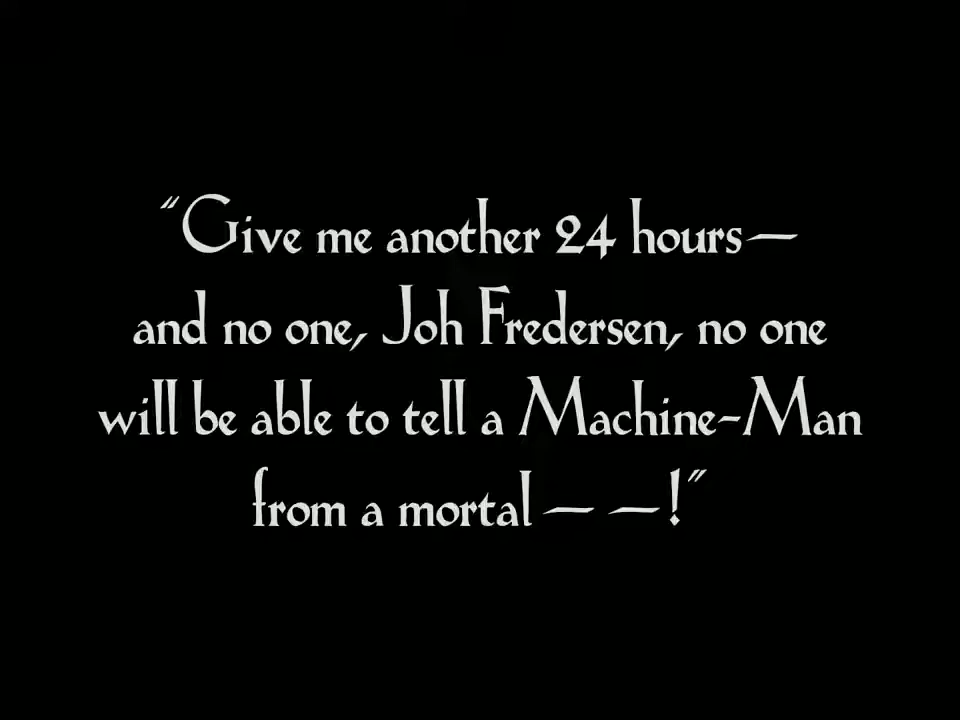 "Give me another 24 hours—
and no one, Joh Fredersen, no one
will be able to tell a Machine-Man
from a mortal — —!"